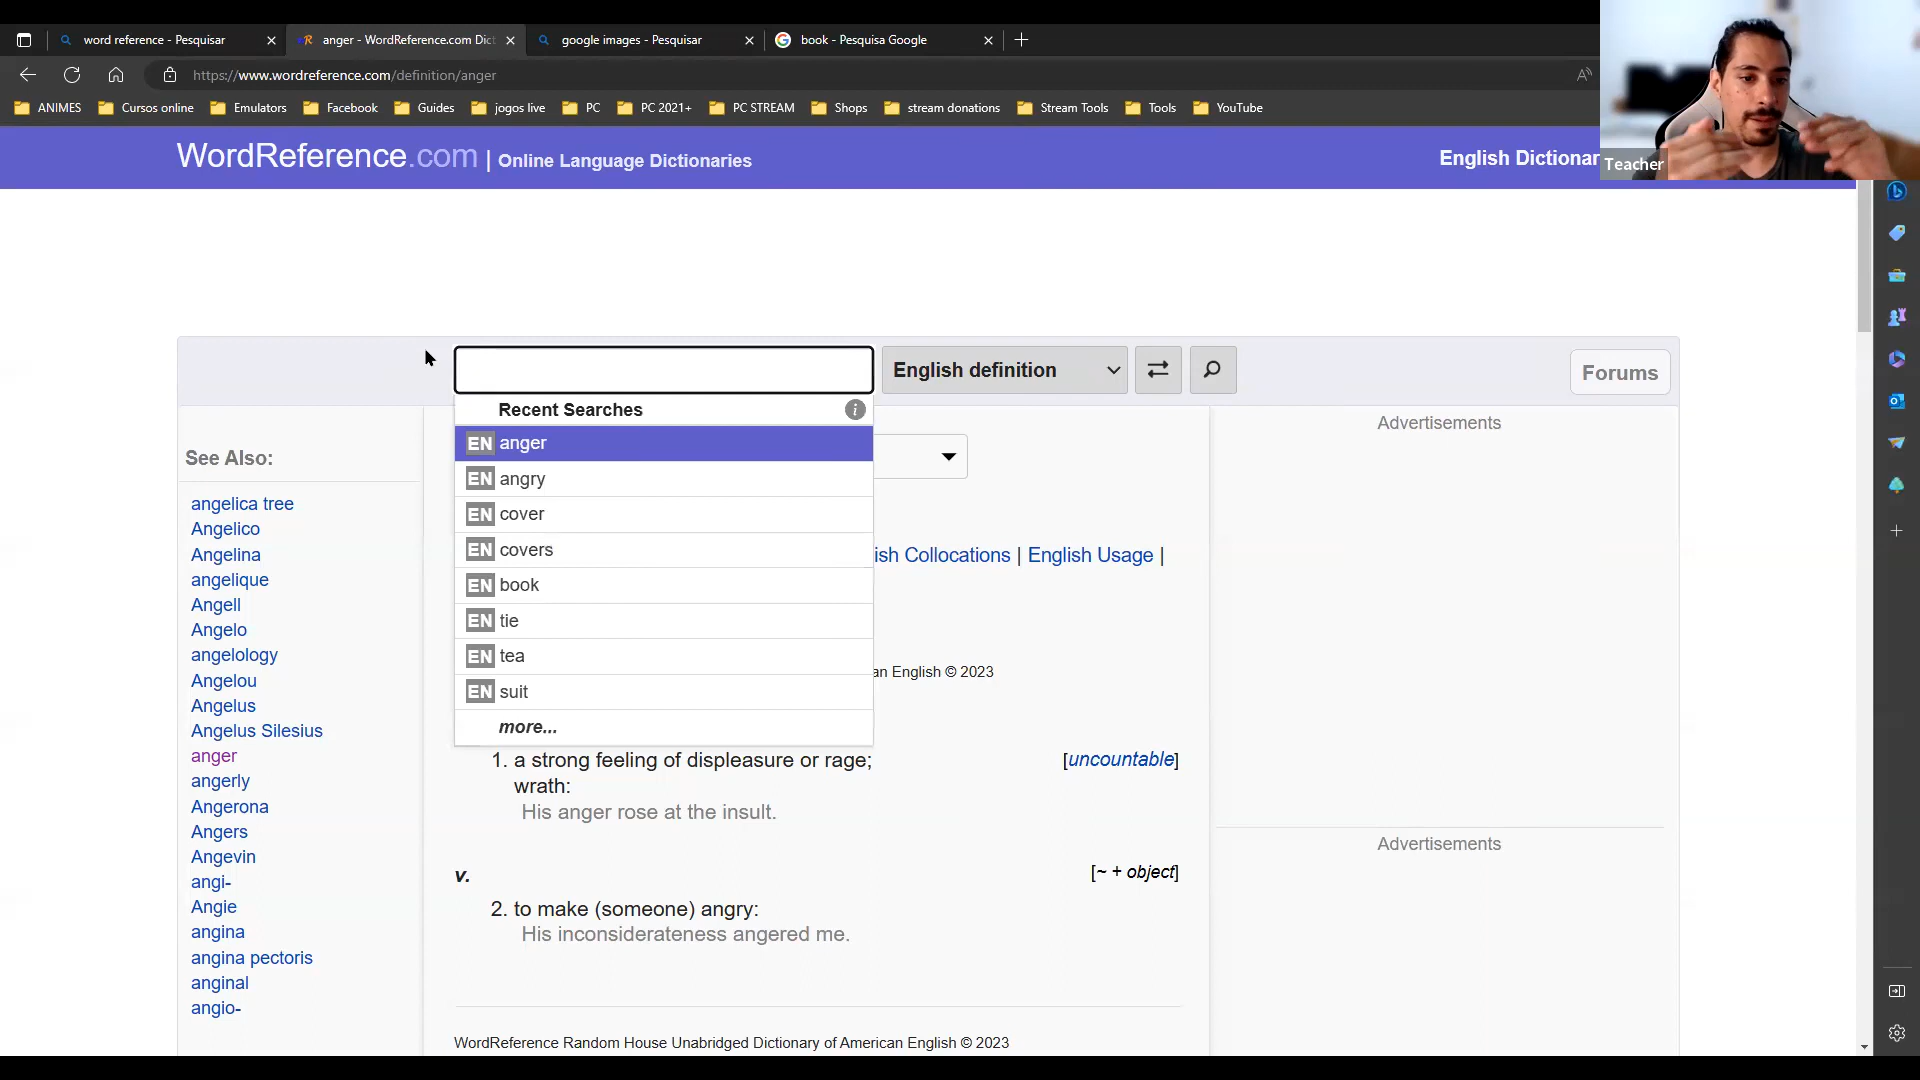 word reference - Pesquisar
anger - WordReference.com Dict
google images - Pesquisar
book - Pesquisa Google
https://www.wordreference.com/definition/anger
ANIMES
Cursos online
Emulators
Facebook
Guides
jogos live
PC
PC 2021+
PC STREAM
Shops
stream donations
Stream Tools
Tools
YouTube
WordReference.com | Online Language Dictionaries
English Dictionar
Teacher
English definition
Forums
Recent Searches
EN anger
EN angry
EN cover
EN covers
EN book
EN tie
EN tea
EN suit
more...
See Also:
angelica tree
Angelico
Angelina
angelique
Angell
Angelo
angelology
Angelou
Angelus
Angelus Silesius
anger
angerly
Angerona
Angers
Angevin
angi-
Angie
angina
angina pectoris
anginal
angio-
ish Collocations | English Usage |
an English © 2023
1. a strong feeling of displeasure or rage; [uncountable]
wrath:
His anger rose at the insult.
v. [~ + object]
2. to make (someone) angry:
His inconsiderateness angered me.
WordReference Random House Unabridged Dictionary of American English © 2023
Advertisements
Advertisements